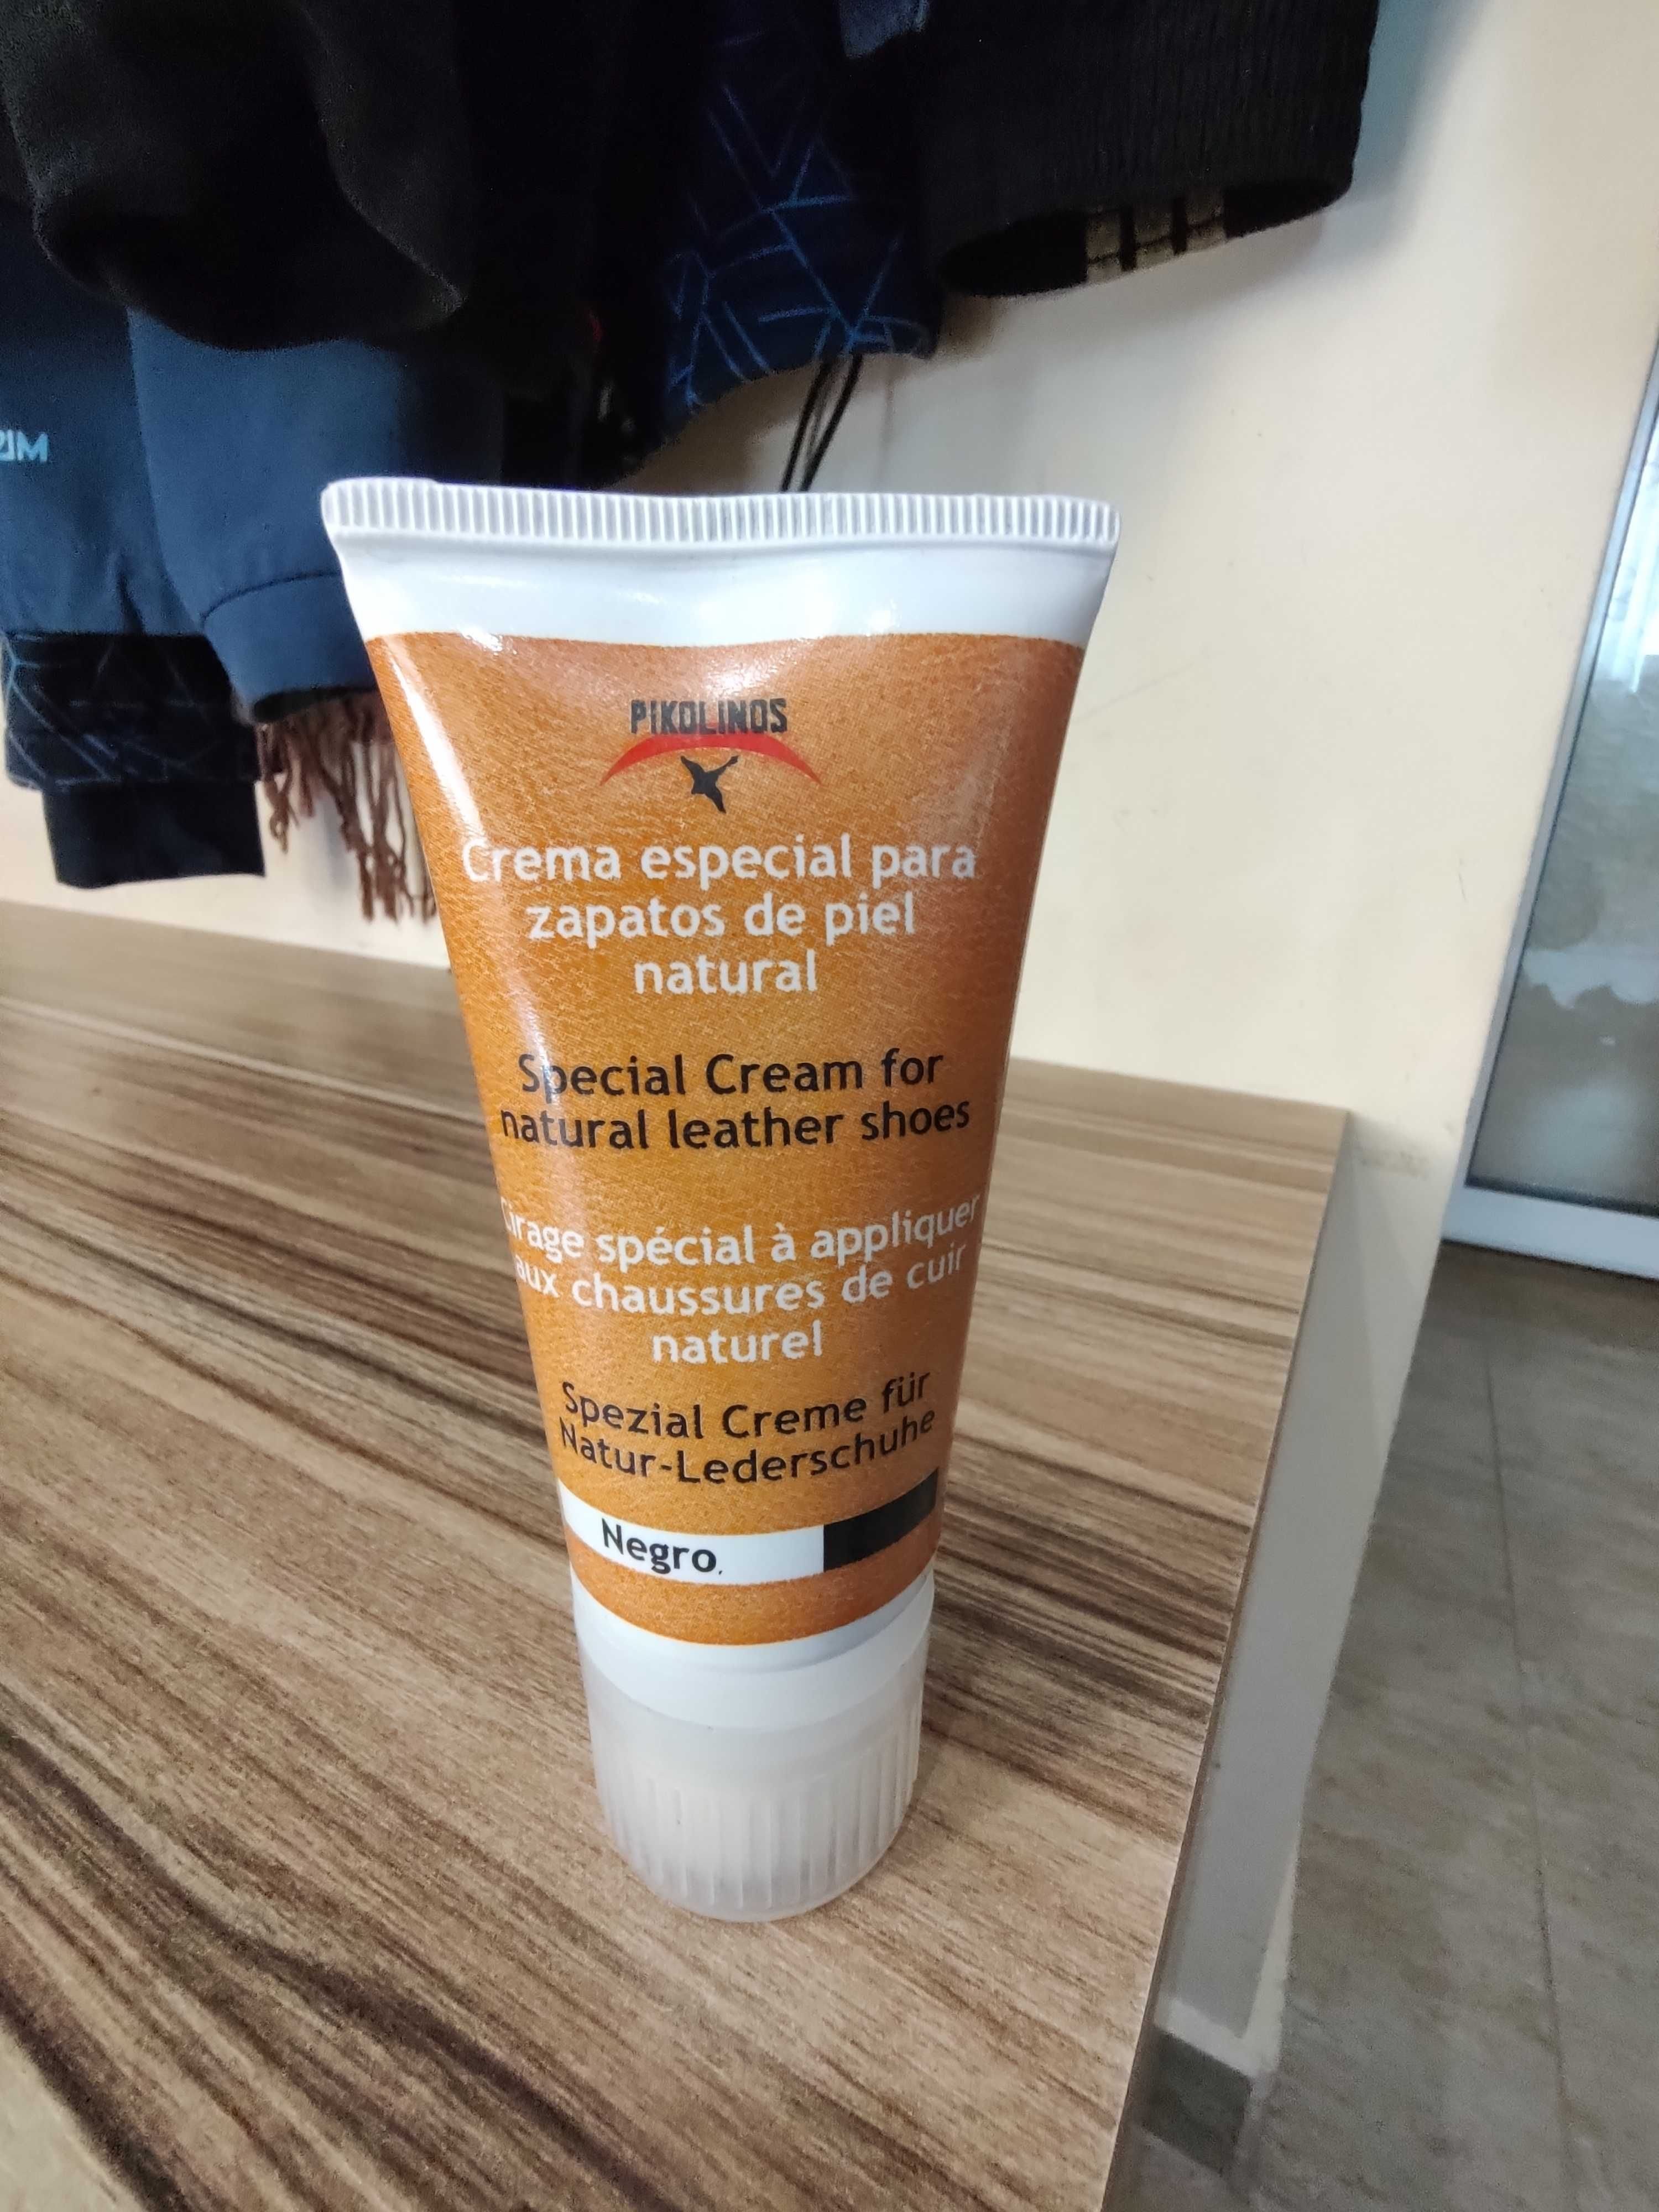 PIKOLINOS
Crema especial para
zapatos de piel
natural
Special Cream for
natural leather shoes
Cirage spécial à appliquer
aux chaussures de cuir
naturel
Spezial Creme für
Natur-Lederschuhe
Negro